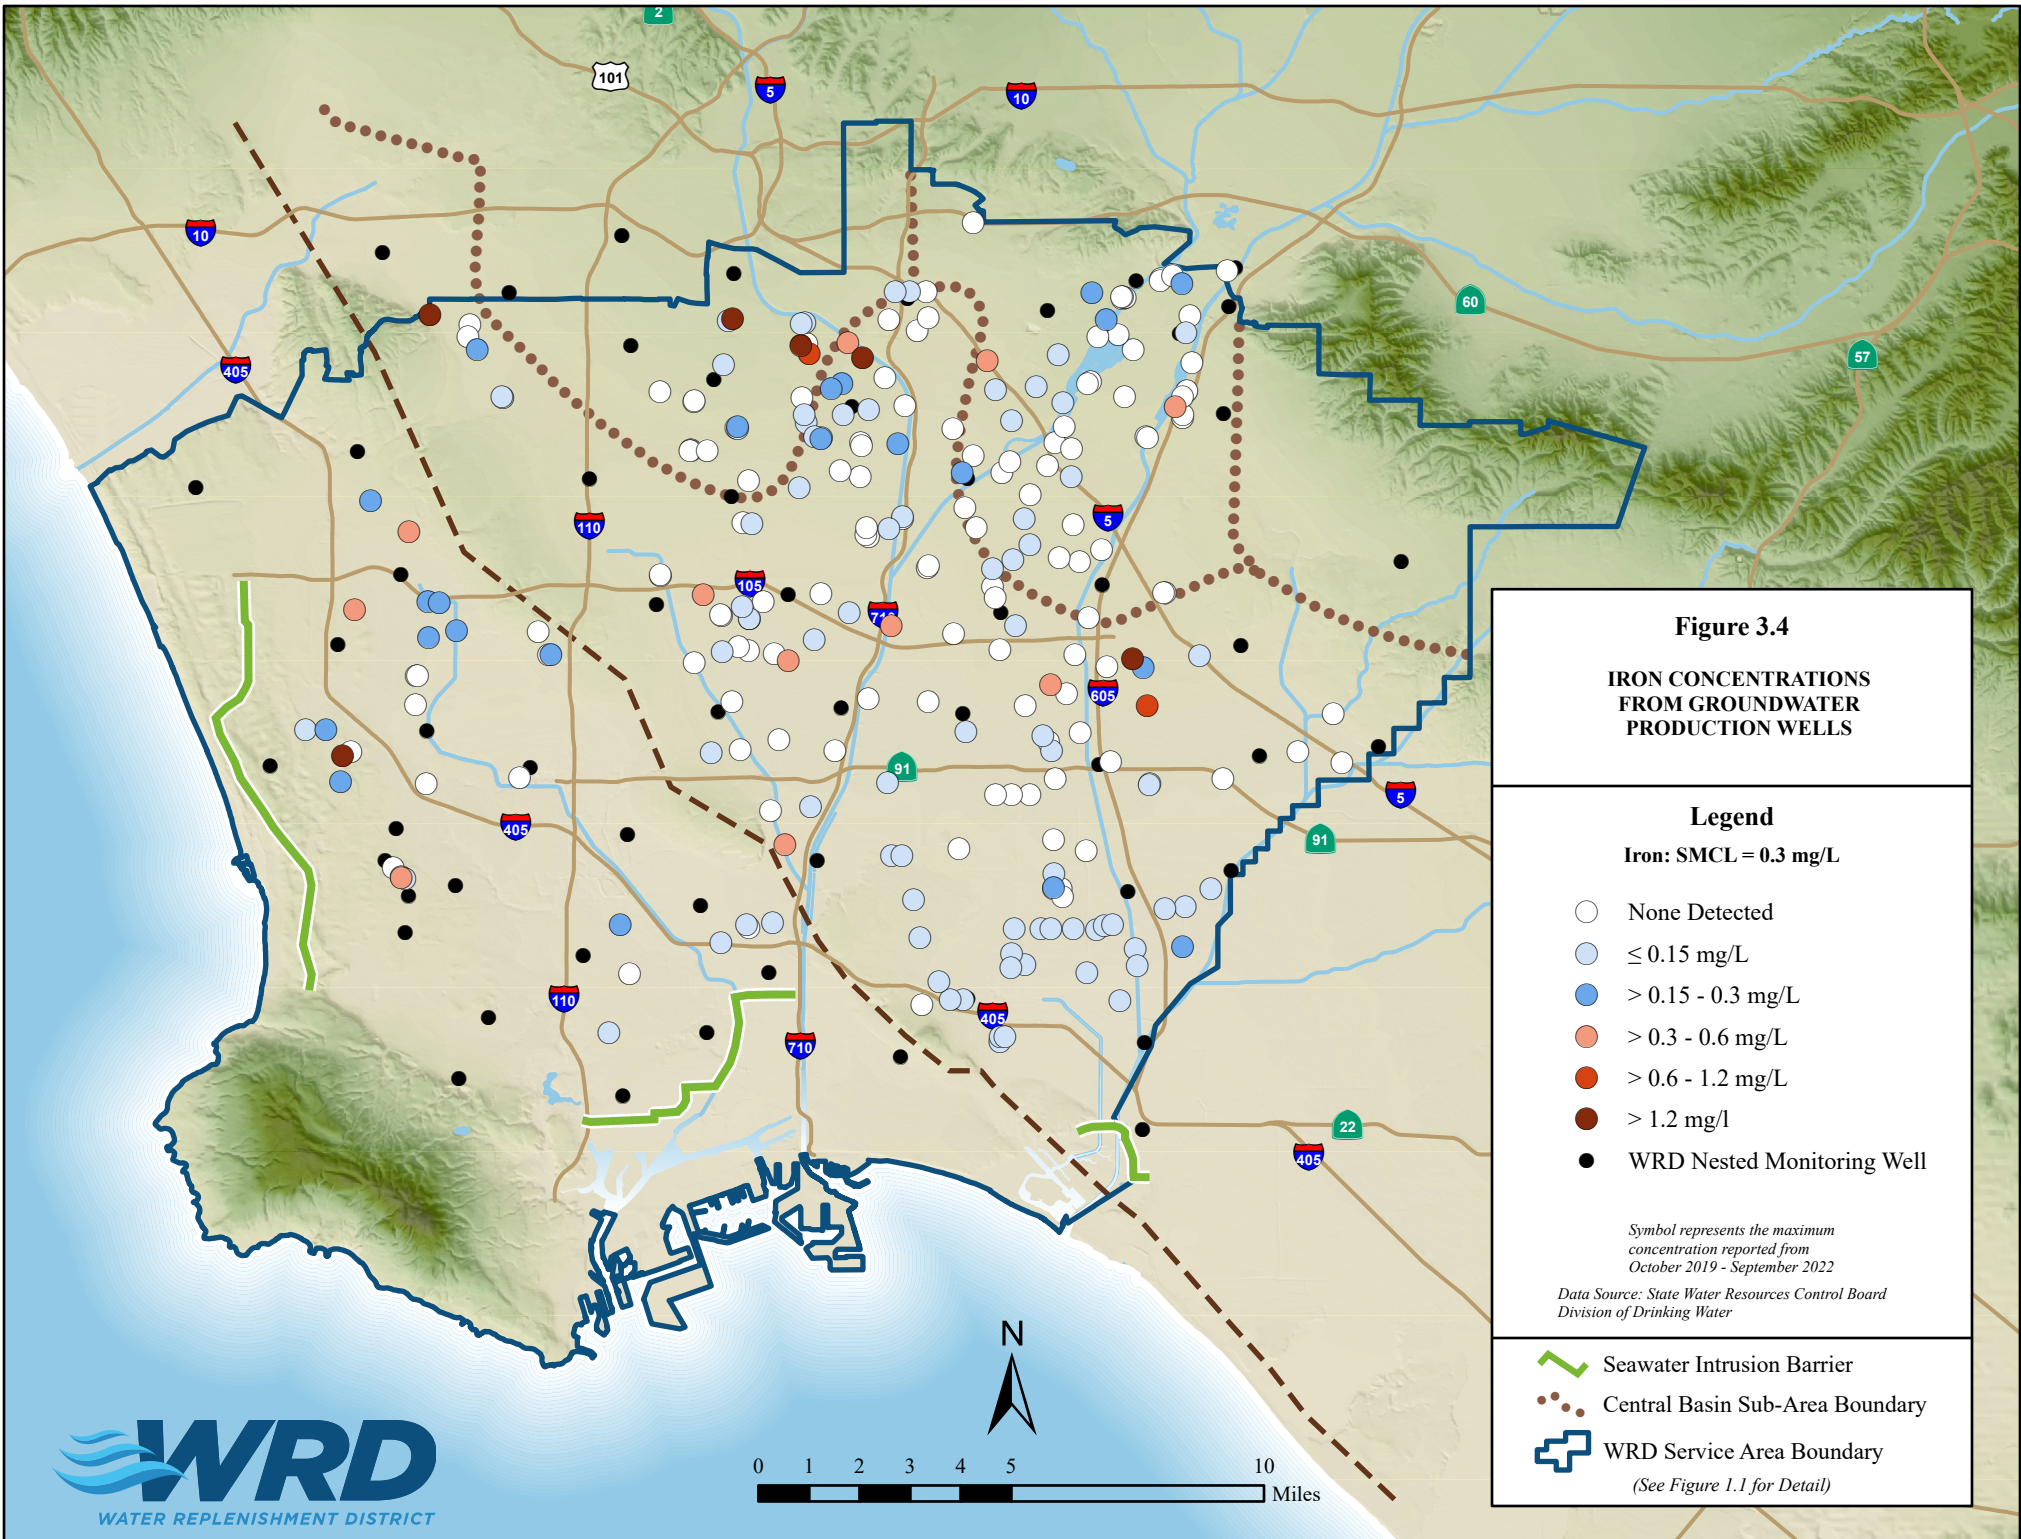 2
101
5
10
10
60
405
57
110
5
105
710
605
91
5
405
91
110
405
710
22
405
Figure 3.4
IRON CONCENTRATIONS
FROM GROUNDWATER
PRODUCTION WELLS
Legend
Iron: SMCL = 0.3 mg/L
None Detected
≤ 0.15 mg/L
> 0.15 - 0.3 mg/L
> 0.3 - 0.6 mg/L
> 0.6 - 1.2 mg/L
> 1.2 mg/l
WRD Nested Monitoring Well
Symbol represents the maximum
concentration reported from
October 2019 - September 2022
Data Source: State Water Resources Control Board
Division of Drinking Water
Seawater Intrusion Barrier
Central Basin Sub-Area Boundary
WRD Service Area Boundary
(See Figure 1.1 for Detail)
N
0 1 2 3 4 5 10
Miles
WRD
WATER REPLENISHMENT DISTRICT